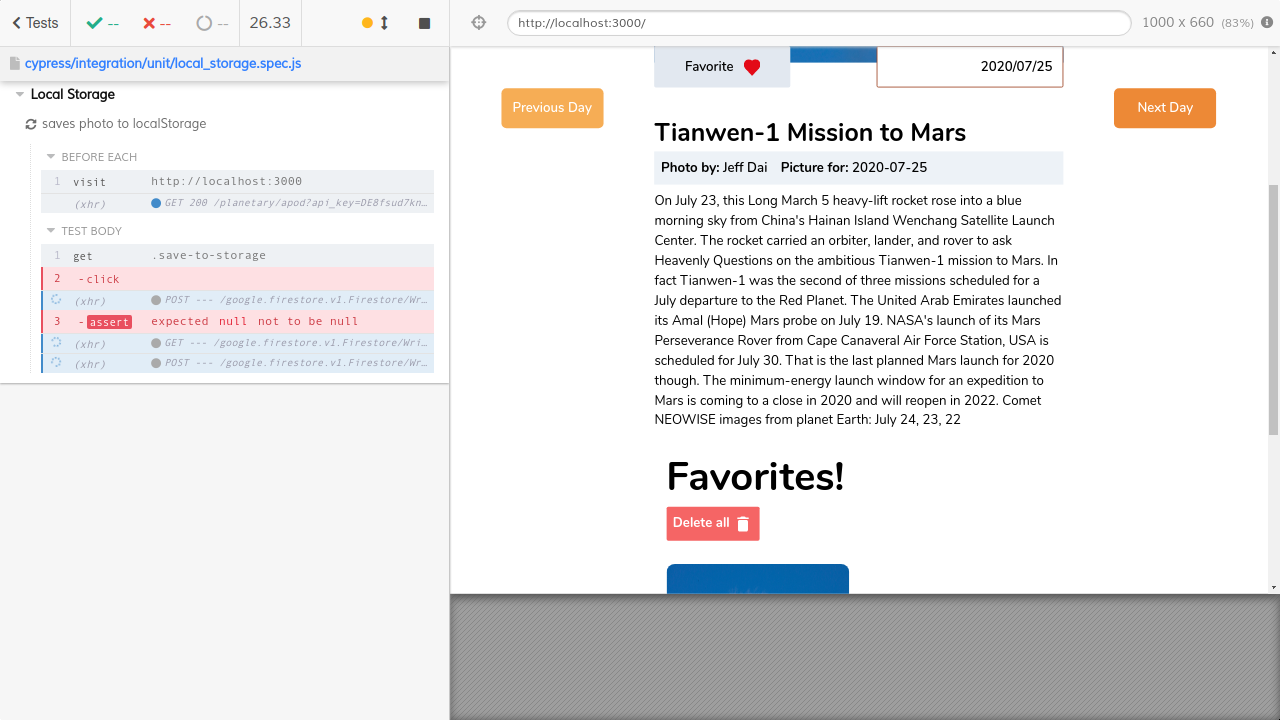 Tests -- -- -- 26.33
http://localhost:3000/ 1000 x 660 (83%)
cypress/integration/unit/local_storage.spec.js
Local Storage
saves photo to localStorage
BEFORE EACH
1 visit http://localhost:3000
(xhr) GET 200 /planetary/apod?api_key=DE8fsud7kn…
TEST BODY
1 get .save-to-storage
2 -click
(xhr) POST --- /google.firestore.v1.Firestore/Wr…
3 -assert expected null not to be null
(xhr) GET --- /google.firestore.v1.Firestore/Wri…
(xhr) POST --- /google.firestore.v1.Firestore/Wr…
Favorite 2020/07/25
Previous Day
Next Day
Tianwen-1 Mission to Mars
Photo by: Jeff Dai Picture for: 2020-07-25
On July 23, this Long March 5 heavy-lift rocket rose into a blue
morning sky from China's Hainan Island Wenchang Satellite Launch
Center. The rocket carried an orbiter, lander, and rover to ask
Heavenly Questions on the ambitious Tianwen-1 mission to Mars. In
fact Tianwen-1 was the second of three missions scheduled for a
July departure to the Red Planet. The United Arab Emirates launched
its Amal (Hope) Mars probe on July 19. NASA's launch of its Mars
Perseverance Rover from Cape Canaveral Air Force Station, USA is
scheduled for July 30. That is the last planned Mars launch for 2020
though. The minimum-energy launch window for an expedition to
Mars is coming to a close in 2020 and will reopen in 2022. Comet
NEOWISE images from planet Earth: July 24, 23, 22
Favorites!
Delete all